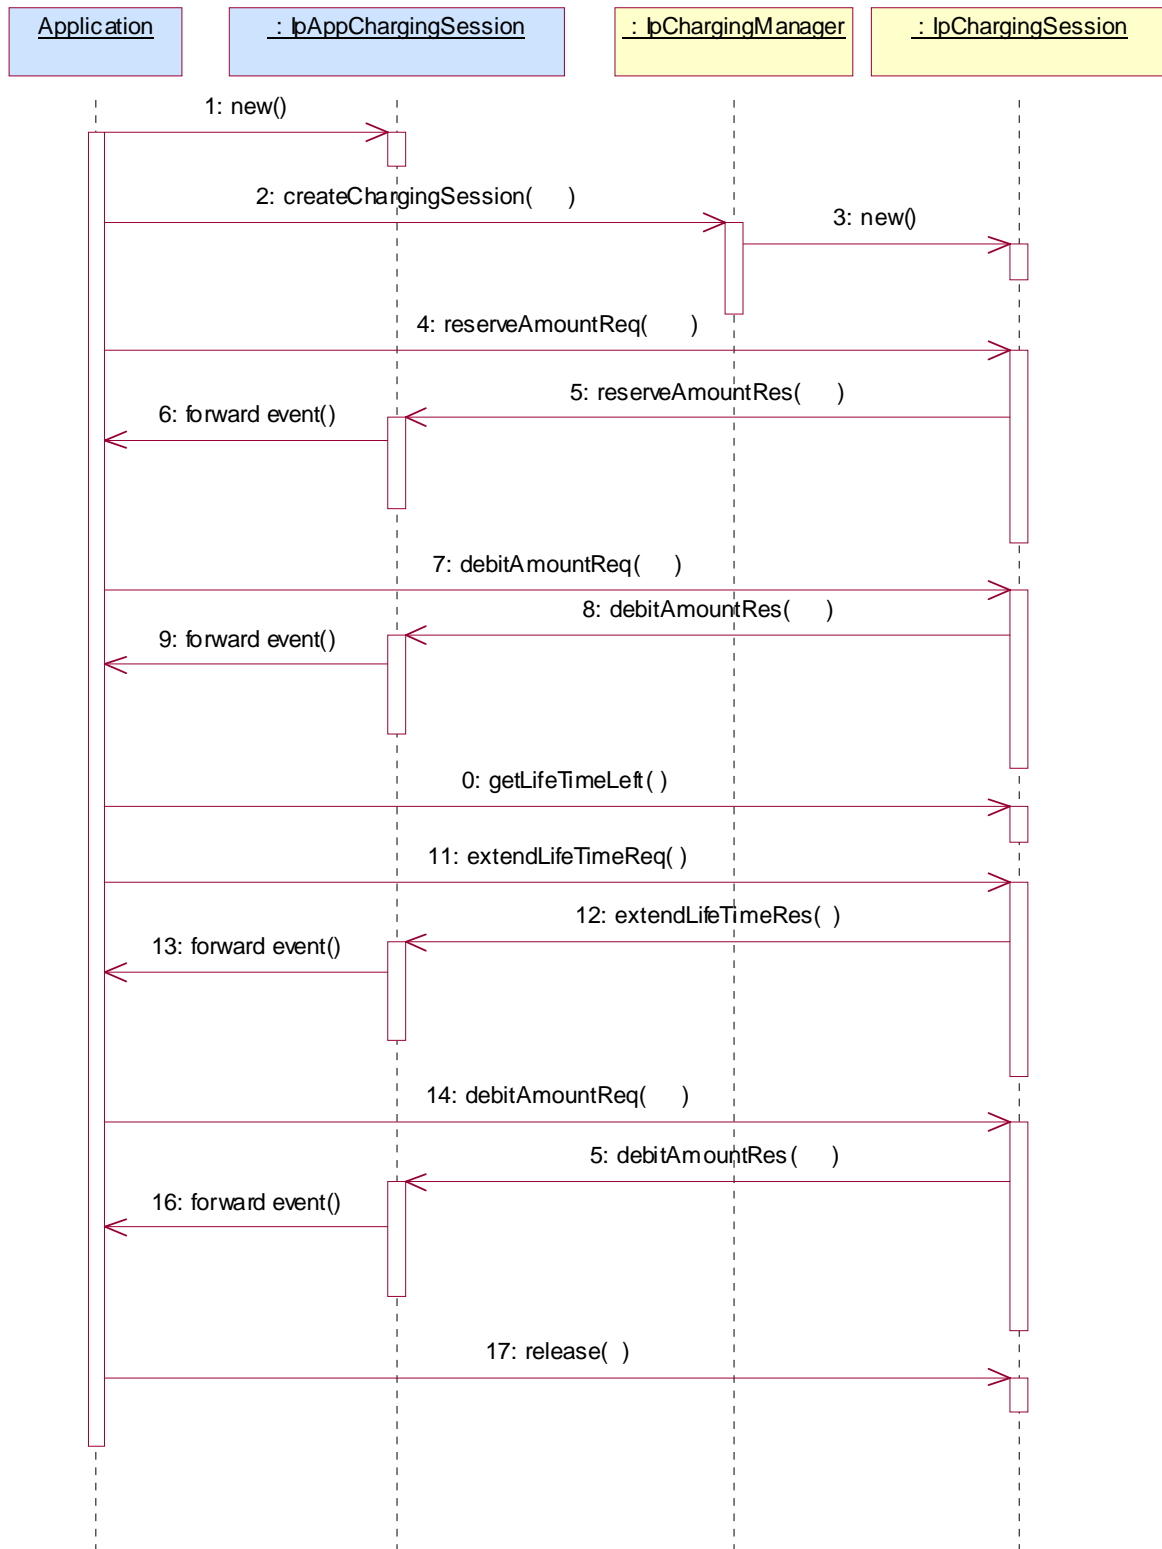 Application
: IpAppChargingSession
: IpChargingManager
: IpChargingSession
1: new()
2: createChargingSession( )
3: new()
4: reserveAmountReq( )
5: reserveAmountRes( )
6: forward event()
7: debitAmountReq( )
8: debitAmountRes( )
9: forward event()
0: getLifeTimeLeft( )
11: extendLifeTimeReq( )
12: extendLifeTimeRes( )
13: forward event()
14: debitAmountReq( )
5: debitAmountRes( )
16: forward event()
17: release( )